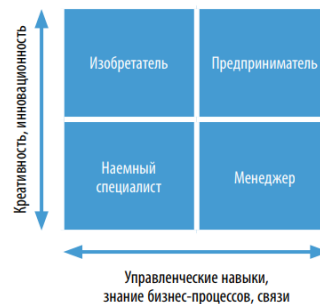 Креативность, инновационность
Изобретатель
Предприниматель
Наемный
специалист
Менеджер
Управленческие навыки,
знание бизнес-процессов, связи